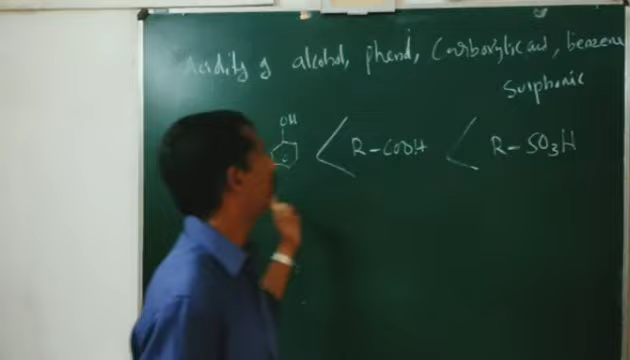 Acidity of alcohol, phenol, Carboxylic acid, benzene
Sulphonic
OH
< R-COOH < R-SO3H